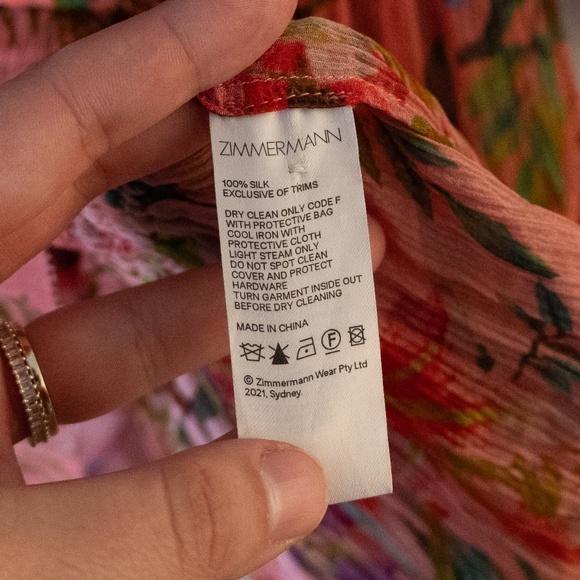 ZIMMERMANN
100% SILK
EXCLUSIVE OF TRIMS
DRY CLEAN ONLY CODE F
WITH PROTECTIVE BAG
COOL IRON WITH
PROTECTIVE CLOTH
LIGHT STEAM ONLY
DO NOT SPOT CLEAN
COVER AND PROTECT
HARDWARE
TURN GARMENT INSIDE OUT
BEFORE DRY CLEANING
MADE IN CHINA
F
© Zimmermann Wear Pty Ltd
2021, Sydney.